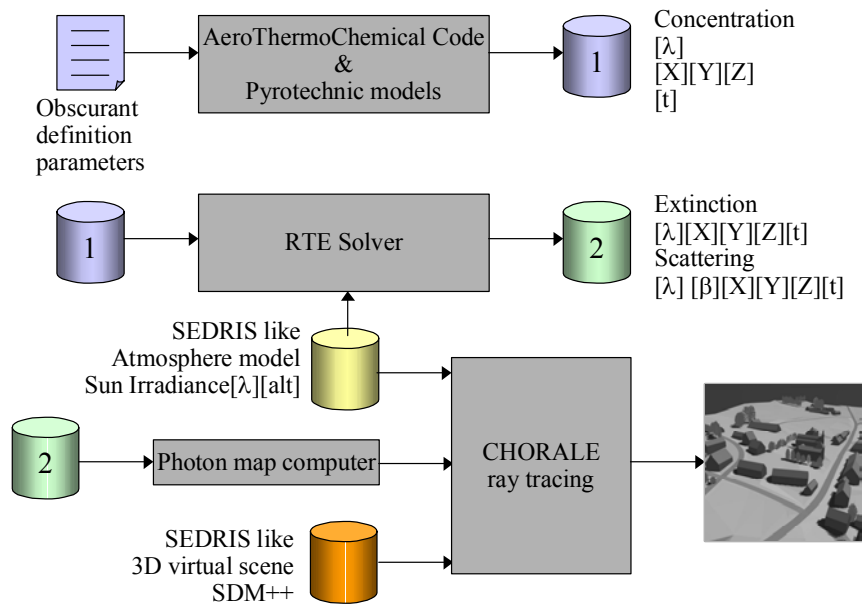 AeroThermoChemical Code
&
Pyrotechnic models
Obscurant
definition
parameters
1
Concentration
[λ]
[X][Y][Z]
[t]
1
RTE Solver
2
Extinction
[λ][X][Y][Z][t]
Scattering
[λ] [β][X][Y][Z][t]
SEDRIS like
Atmosphere model
Sun Irradiance[λ][alt]
2
Photon map computer
CHORALE
ray tracing
SEDRIS like
3D virtual scene
SDM++